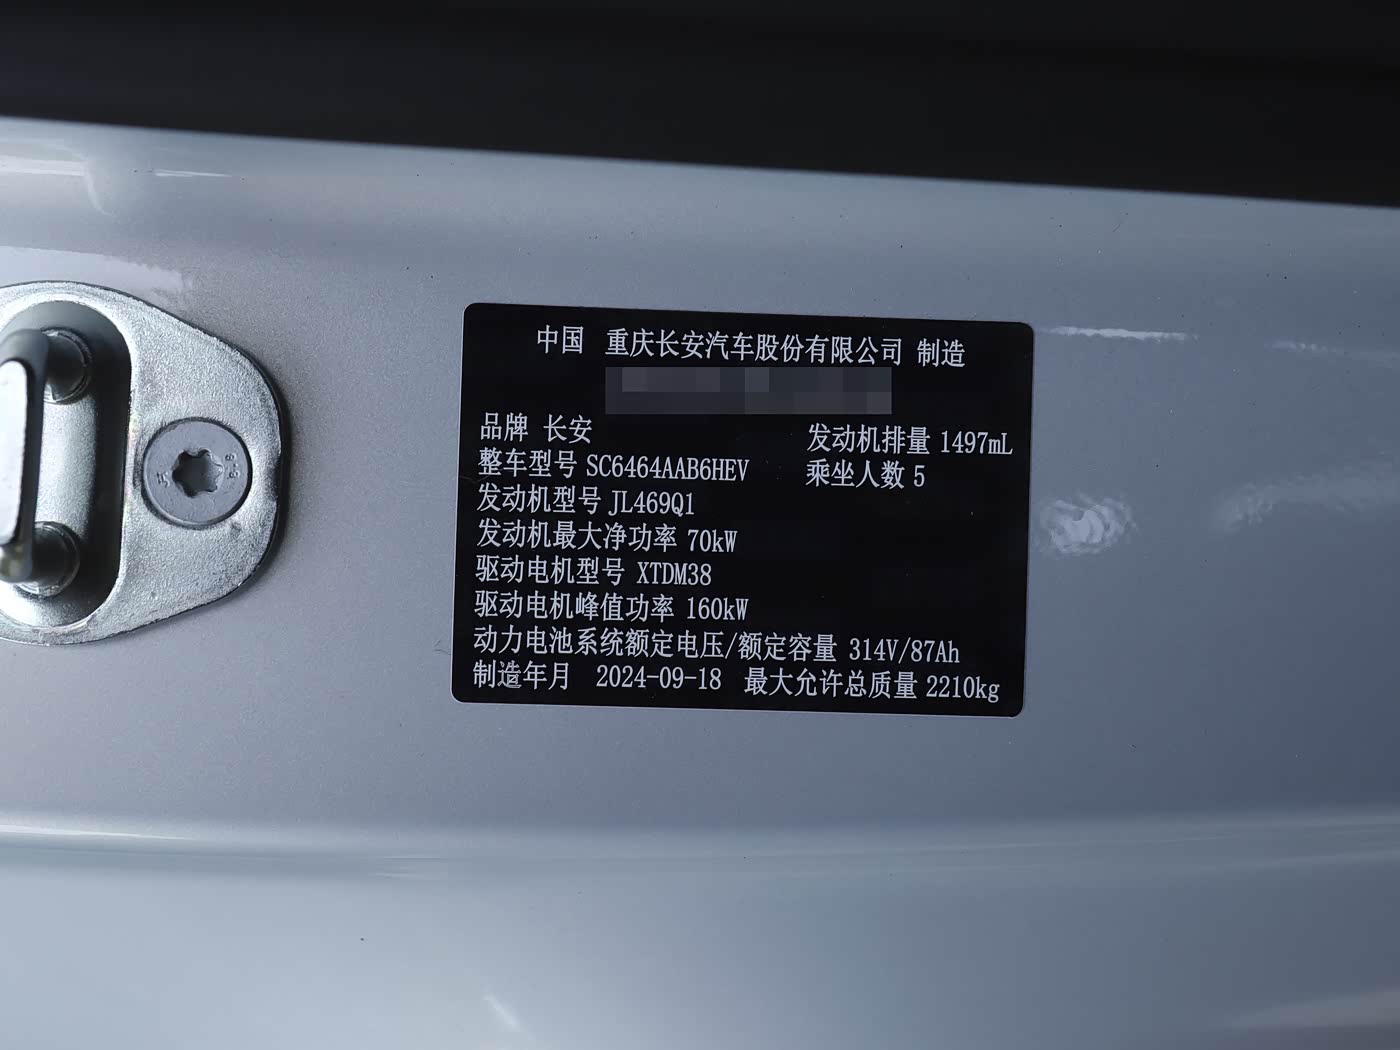 中国 重庆长安汽车股份有限公司 制造
品牌 长安 发动机排量 1497mL
整车型号 SC6464AAB6HEV 乘坐人数 5
发动机型号 JL469Q1
发动机最大净功率 70kW
驱动电机型号 XTDM38
驱动电机峰值功率 160kW
动力电池系统额定电压/额定容量 314V/87Ah
制造年月 2024-09-18 最大允许总质量 2210kg